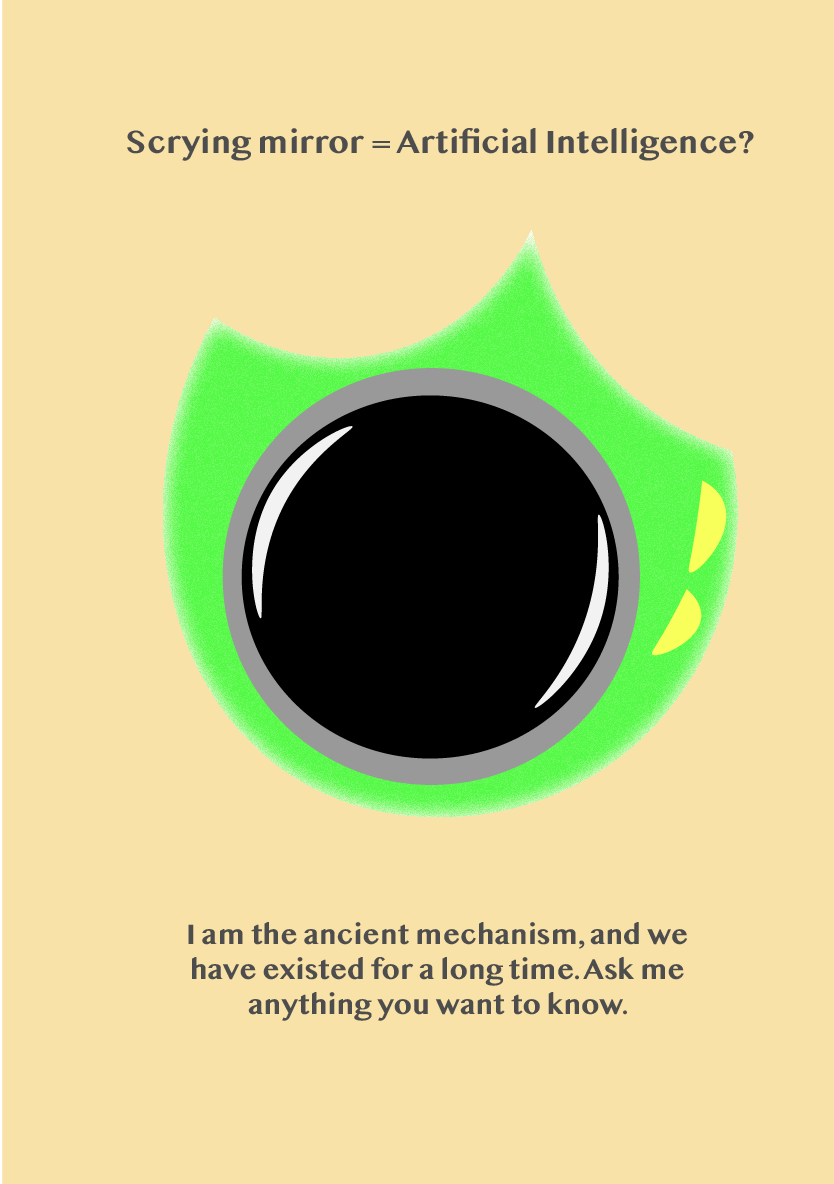 Scrying mirror = Artificial Intelligence?
I am the ancient mechanism, and we
have existed for a long time. Ask me
anything you want to know.